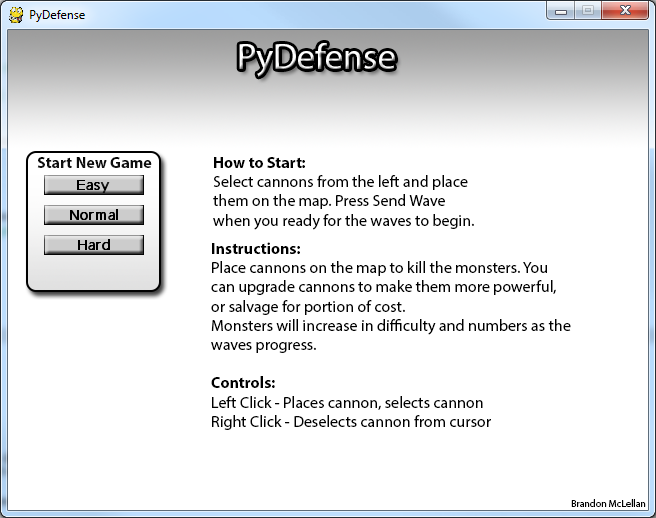 PyDefense
PyDefense
Start New Game
Easy
Normal
Hard
How to Start:
Select cannons from the left and place
them on the map. Press Send Wave
when you ready for the waves to begin.
Instructions:
Place cannons on the map to kill the monsters. You
can upgrade cannons to make them more powerful,
or salvage for portion of cost.
Monsters will increase in difficulty and numbers as the
waves progress.
Controls:
Left Click - Places cannon, selects cannon
Right Click - Deselects cannon from cursor
Brandon McLellan